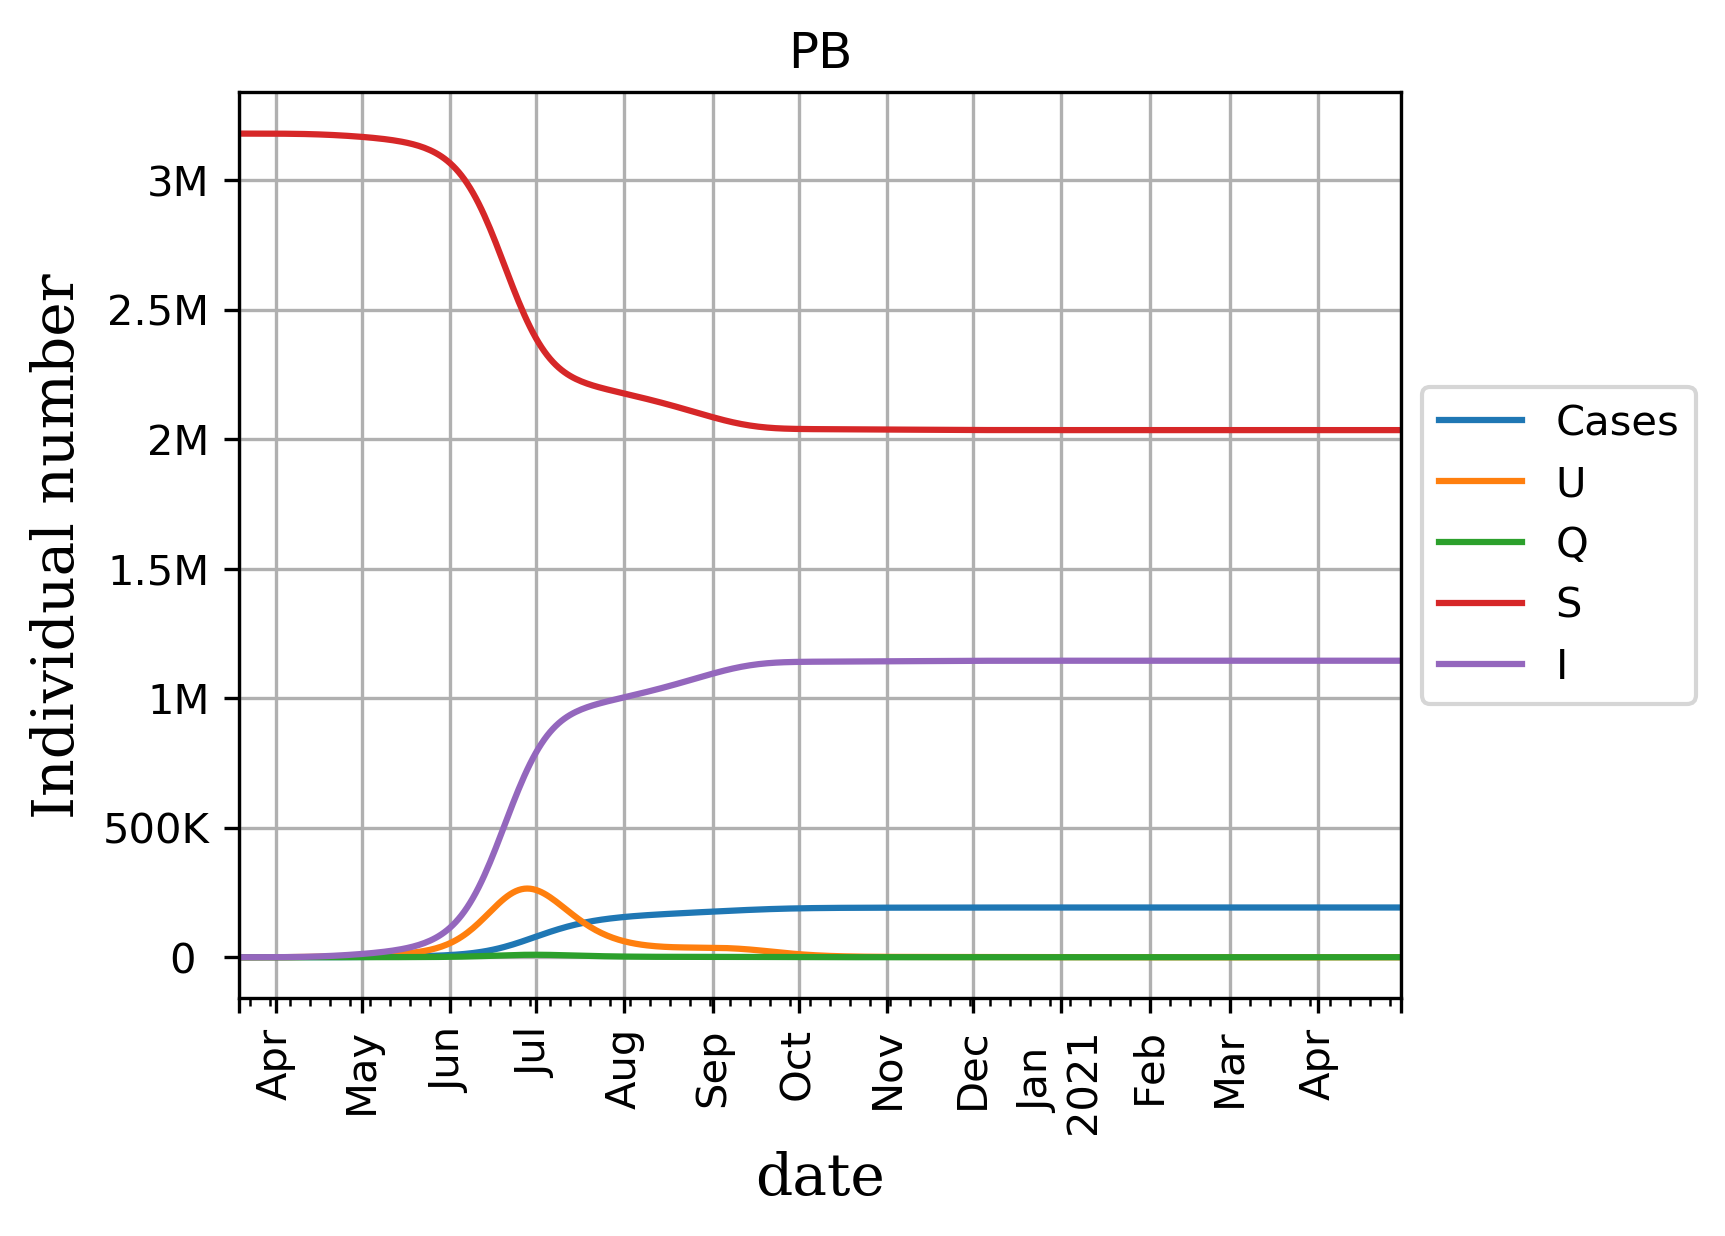 PB
Individual number
3M
2.5M
2M
1.5M
1M
500K
0
Apr
May
Jun
Jul
Aug
Sep
Oct
Nov
Dec
Jan
2021
Feb
Mar
Apr
date
Cases
U
Q
S
I